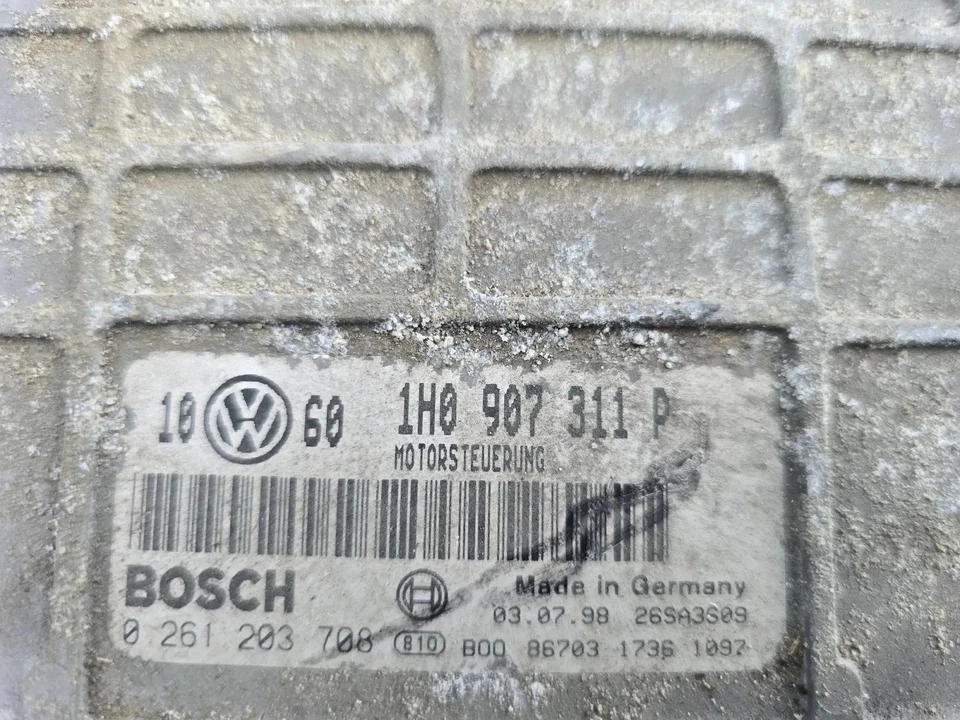 10 VW 60 1H0 907 311 P
MOTORSTEUERUNG
BOSCH
Made in Germany
03.07.98 26SA3S09
0 261 203 708 810 B00 86703 1736 1097